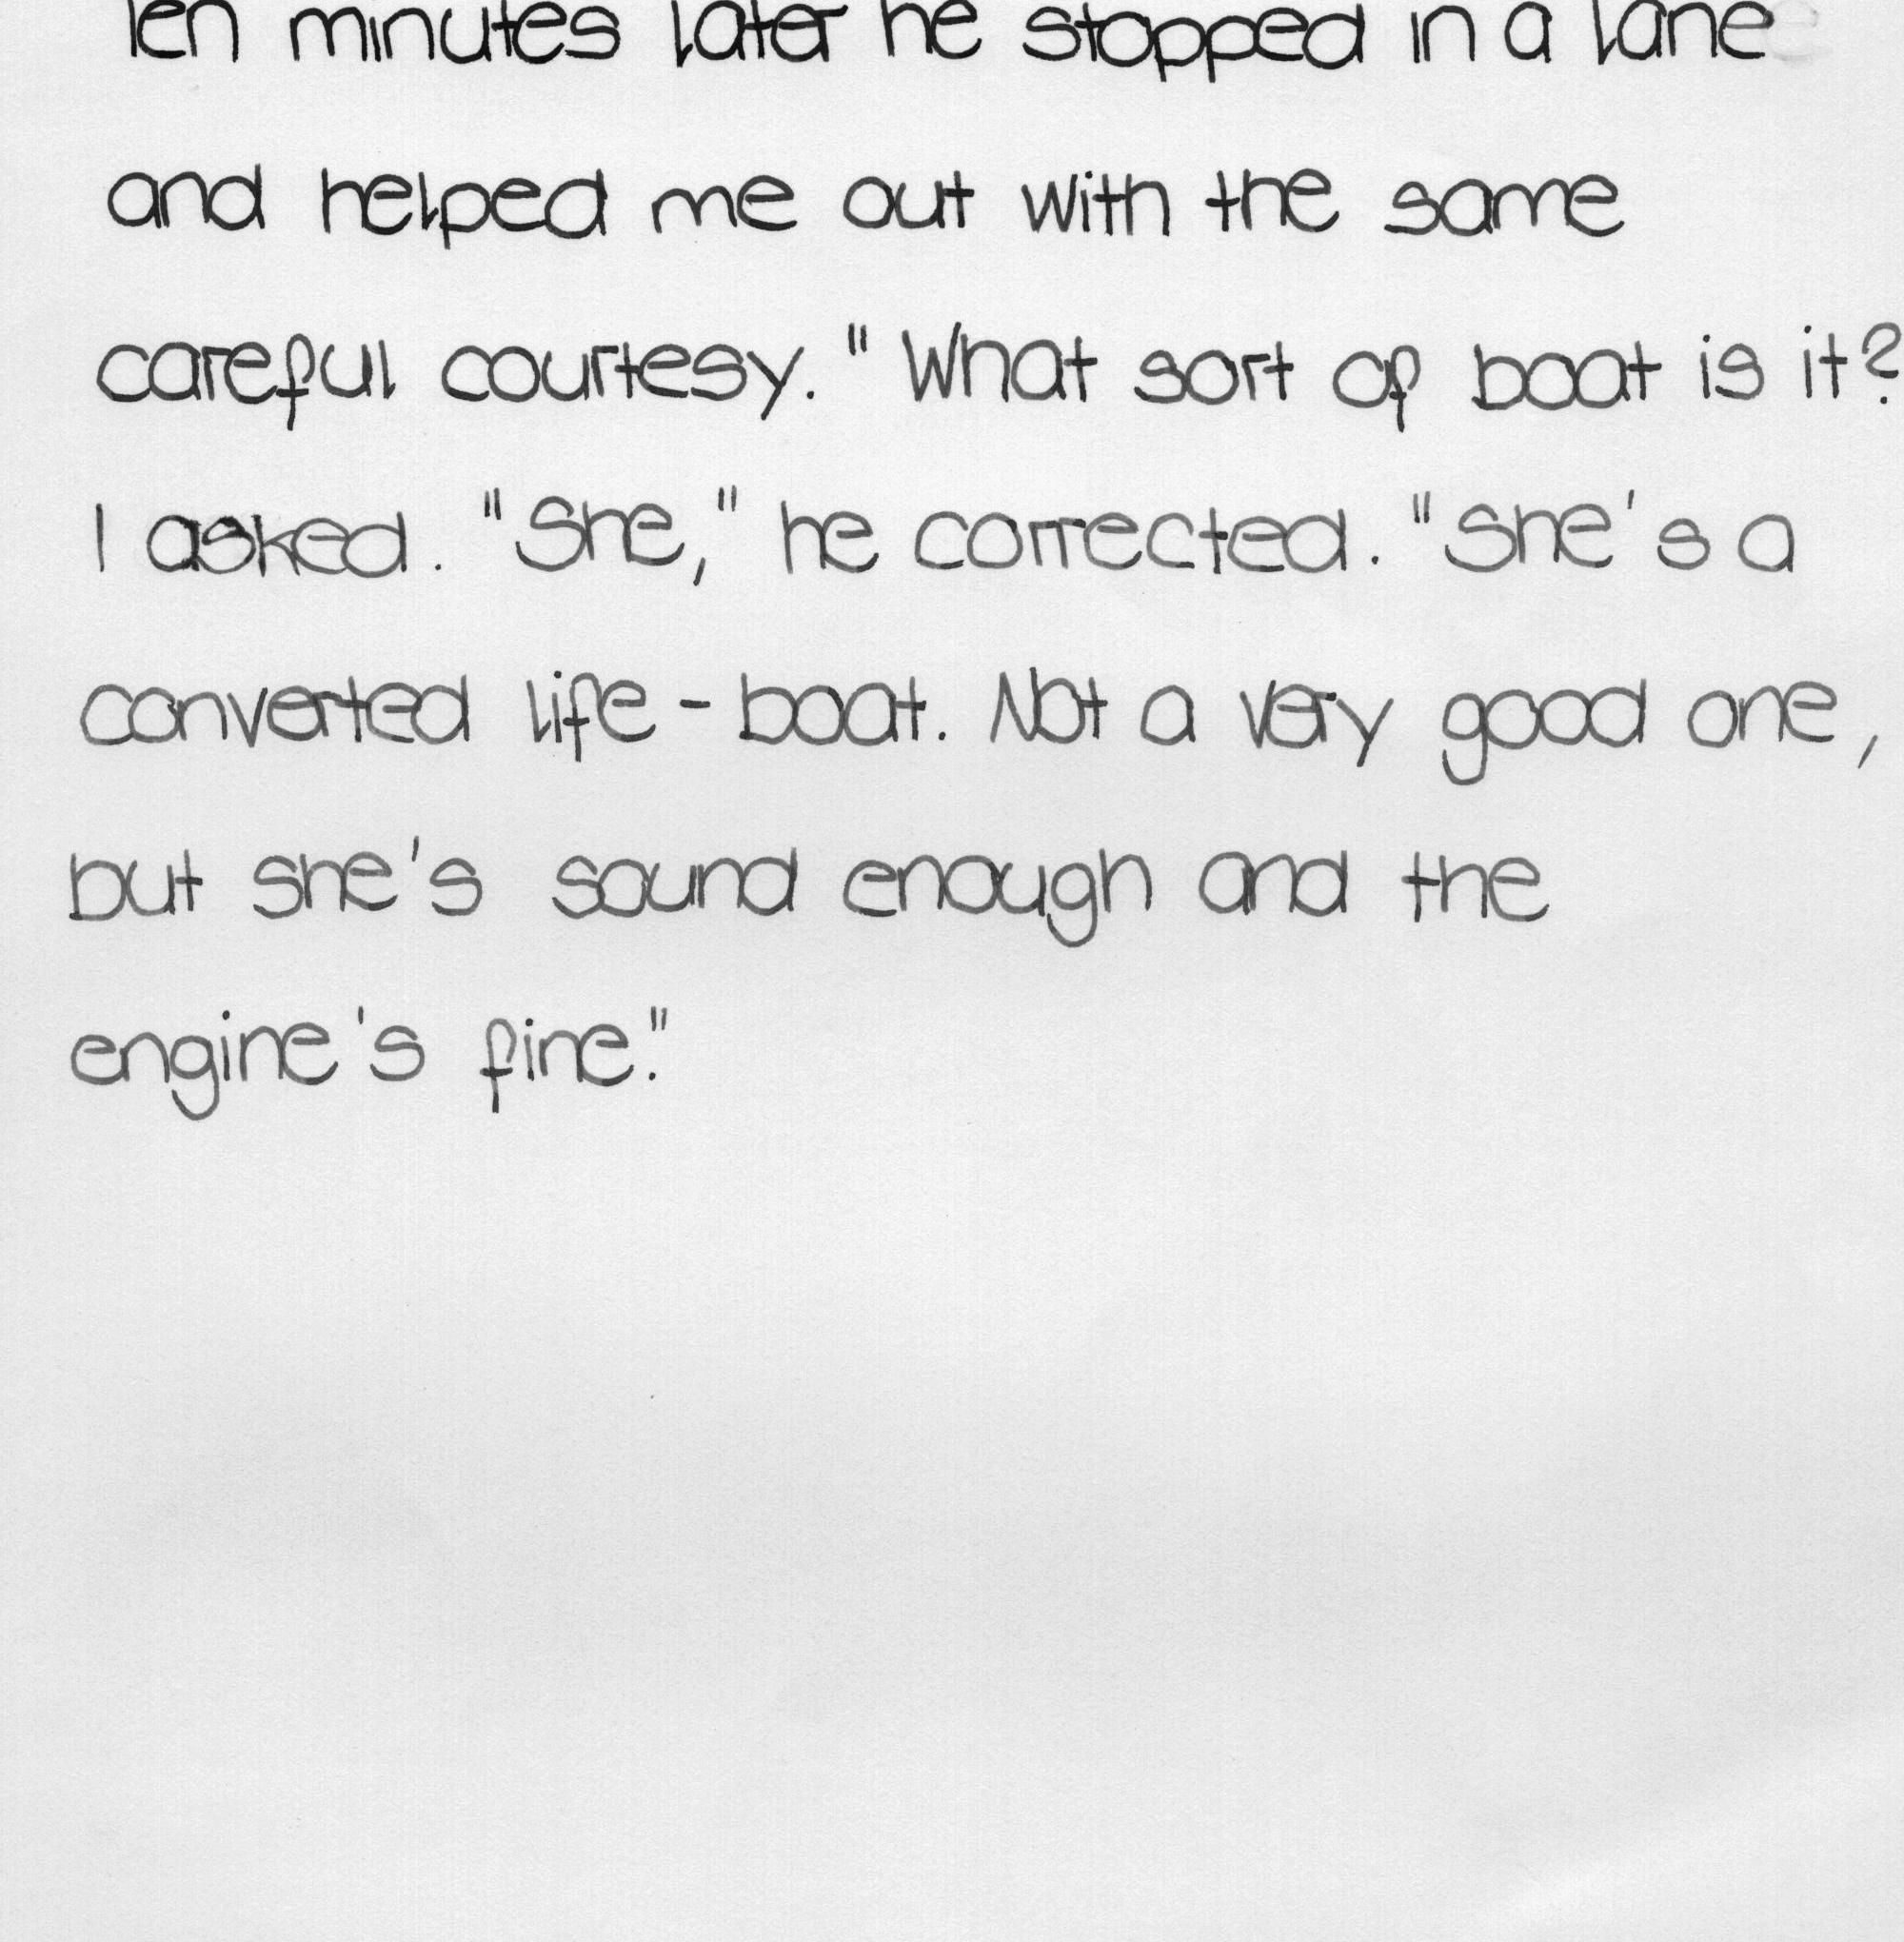 Ten minutes later he stopped in a lane
and helped me out with the same
careful courtesy. "What sort of boat is it?
I asked. "She," he corrected. "She's a
converted life-boat. Not a very good one,
but she's sound enough and the
engine's fine."